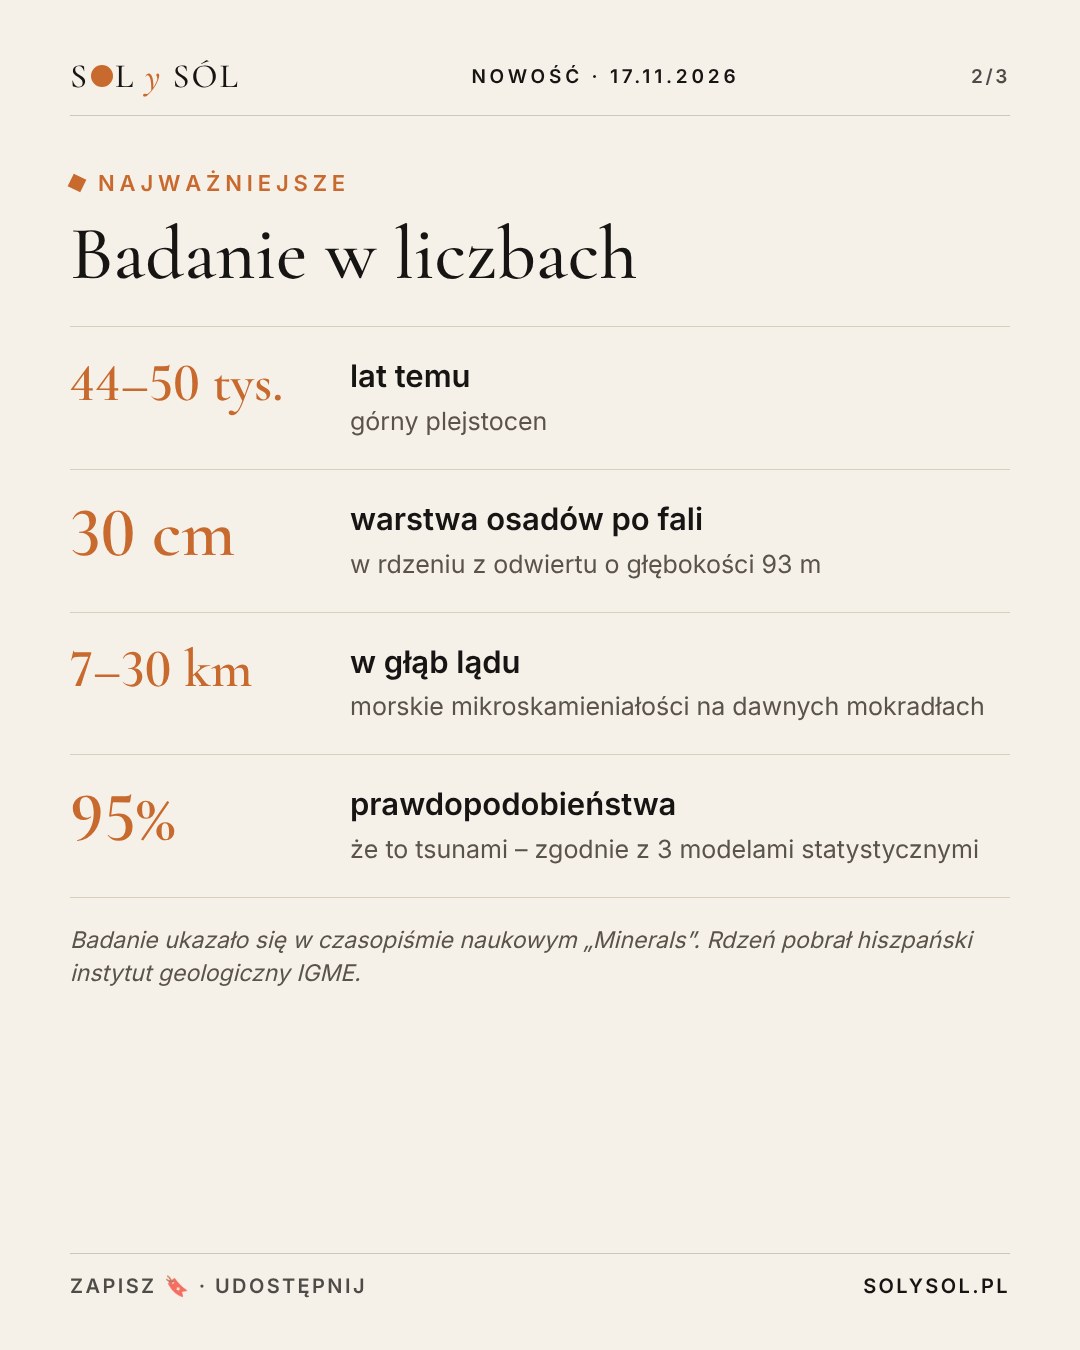 SOL y SÓL
NOWOŚĆ · 17.11.2026
2/3
NAJWAŻNIEJSZE
Badanie w liczbach
44–50 tys.
lat temu
górny plejstocen
30 cm
warstwa osadów po fali
w rdzeniu z odwiertu o głębokości 93 m
7–30 km
w głąb lądu
morskie mikroskamieniałości na dawnych mokradłach
95%
prawdopodobieństwa
że to tsunami – zgodnie z 3 modelami statystycznymi
Badanie ukazało się w czasopiśmie naukowym „Minerals”. Rdzeń pobrał hiszpański
instytut geologiczny IGME.
ZAPISZ 🔖 · UDOSTĘPNIJ
SOLYSOL.PL